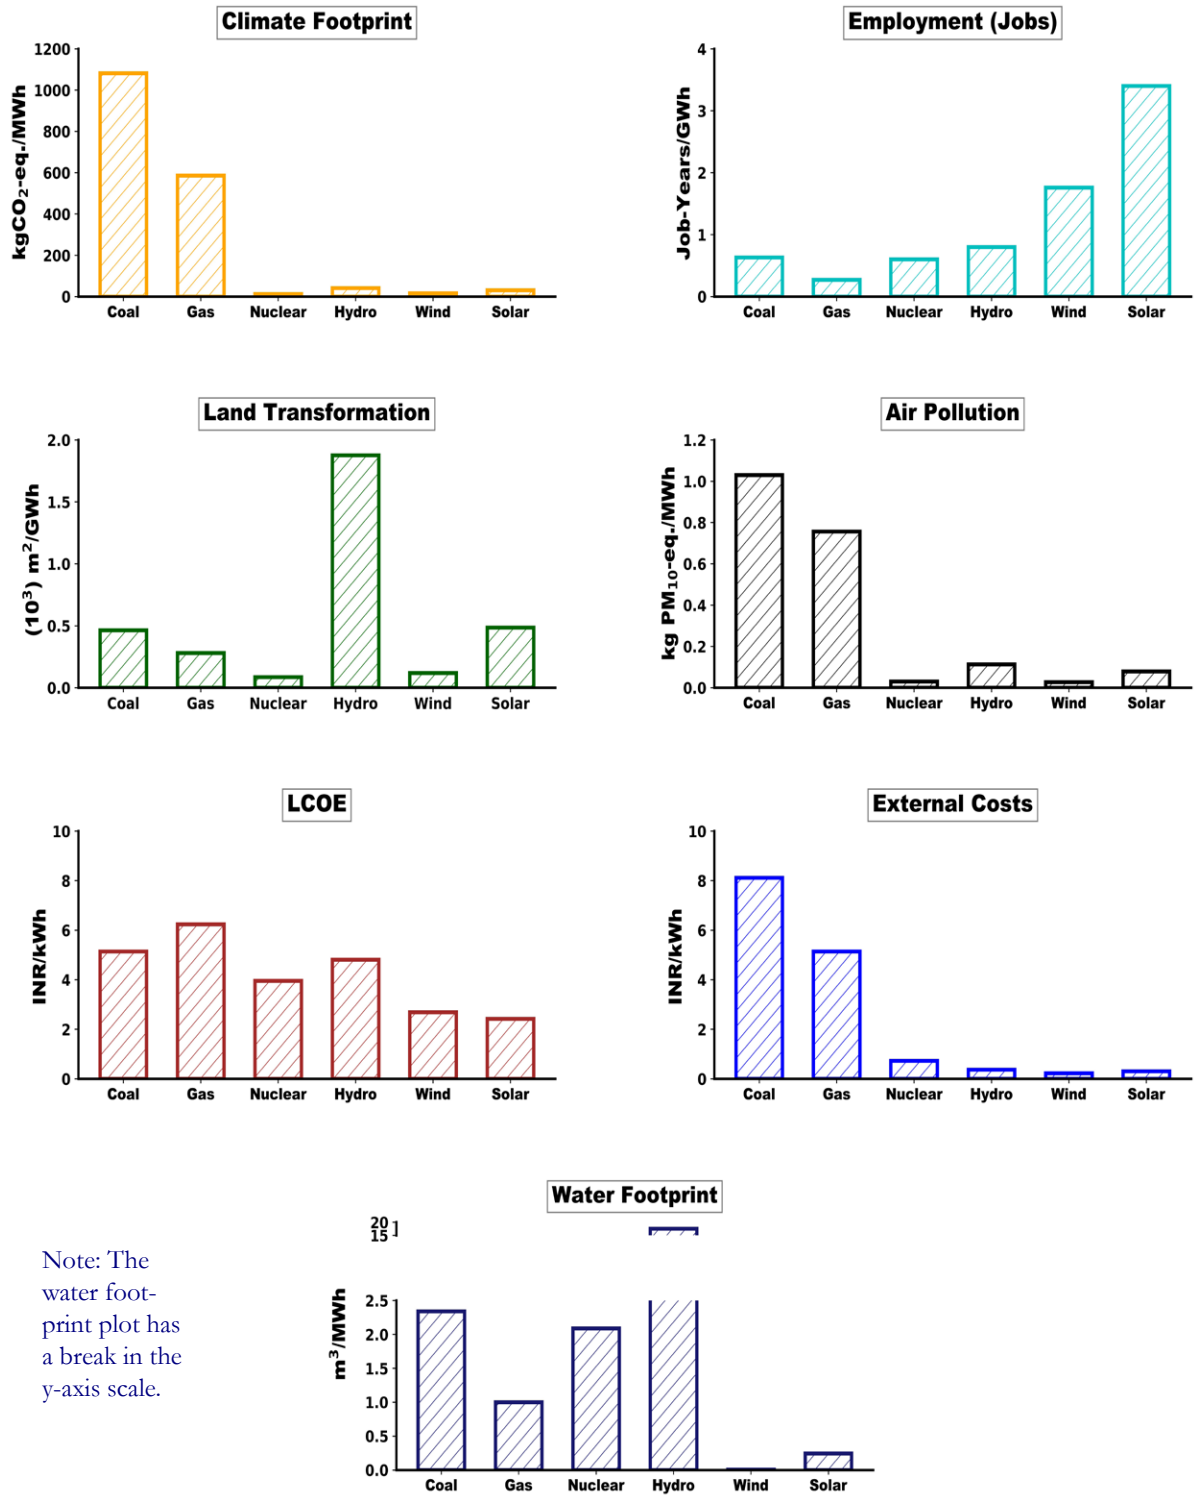 Climate Footprint
kgCO2-eq./MWh
1200
1000
800
600
400
200
0
Coal Gas Nuclear Hydro Wind Solar
Employment (Jobs)
Job-Years/GWh
4
3
2
1
0
Coal Gas Nuclear Hydro Wind Solar
Land Transformation
(10³) m²/GWh
2.0
1.5
1.0
0.5
0.0
Coal Gas Nuclear Hydro Wind Solar
Air Pollution
kg PM₁₀-eq./MWh
1.2
1.0
0.8
0.6
0.4
0.2
0.0
Coal Gas Nuclear Hydro Wind Solar
LCOE
INR/kWh
10
8
6
4
2
0
Coal Gas Nuclear Hydro Wind Solar
External Costs
INR/kWh
10
8
6
4
2
0
Coal Gas Nuclear Hydro Wind Solar
Note: The
water foot-
print plot has
a break in the
y-axis scale.
Water Footprint
m³/MWh
20
15
2.5
2.0
1.5
1.0
0.5
0.0
Coal Gas Nuclear Hydro Wind Solar